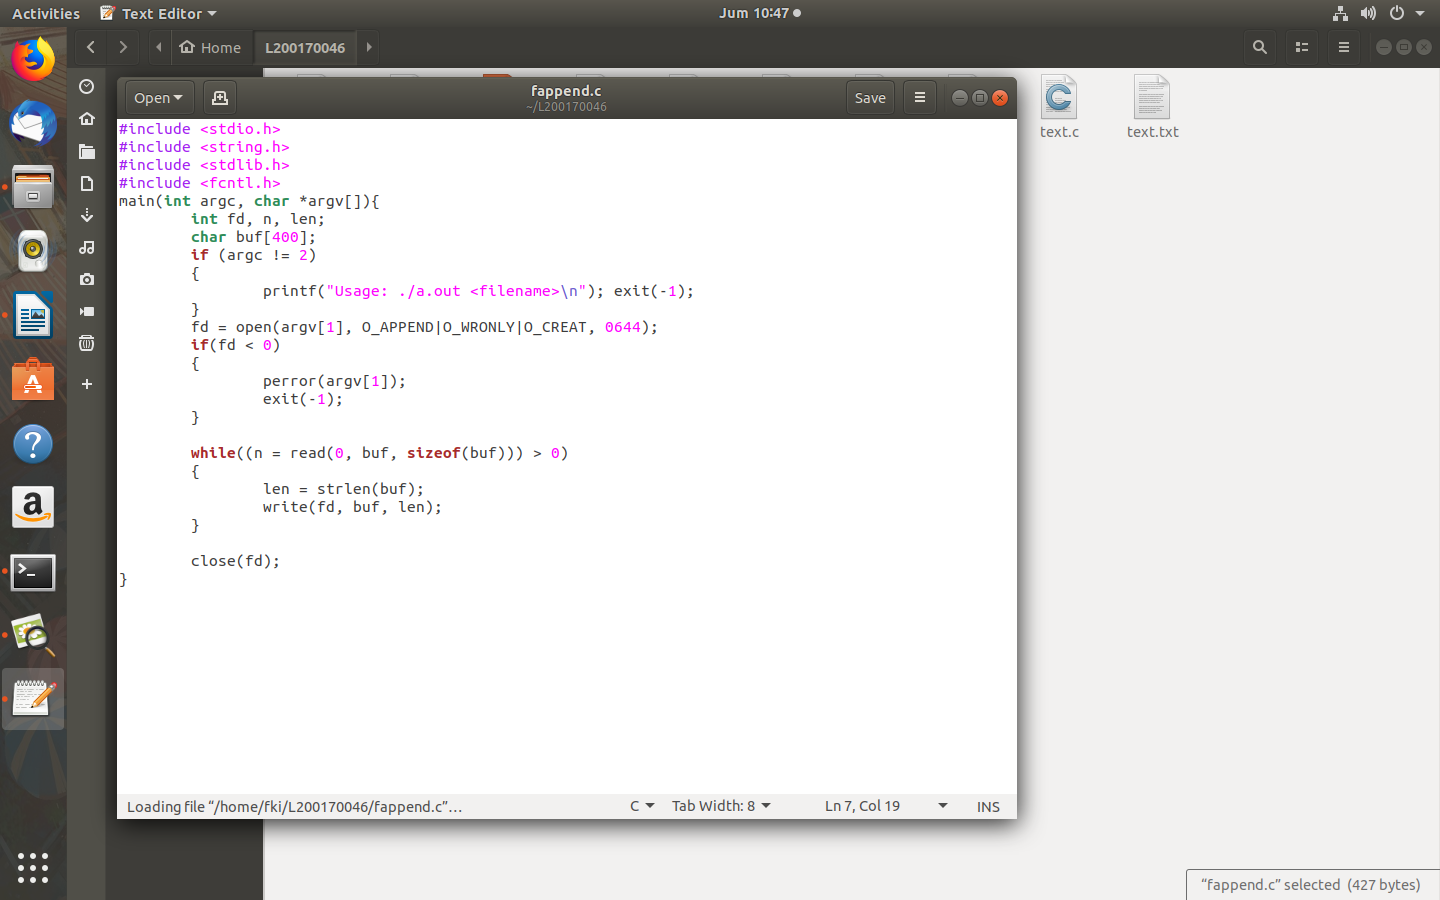 Activities Text Editor Jum 10:47
Home L200170046
Open fappend.c Save
~/L200170046
#include <stdio.h>
#include <string.h>
#include <stdlib.h>
#include <fcntl.h>
main(int argc, char *argv[]){
int fd, n, len;
char buf[400];
if (argc != 2)
{
printf("Usage: ./a.out <filename>\n"); exit(-1);
}
fd = open(argv[1], O_APPEND|O_WRONLY|O_CREAT, 0644);
if(fd < 0)
{
perror(argv[1]);
exit(-1);
}
while((n = read(0, buf, sizeof(buf))) > 0)
{
len = strlen(buf);
write(fd, buf, len);
}
close(fd);
}
Loading file “/home/fki/L200170046/fappend.c”… C Tab Width: 8 Ln 7, Col 19 INS
text.c text.txt
“fappend.c” selected (427 bytes)